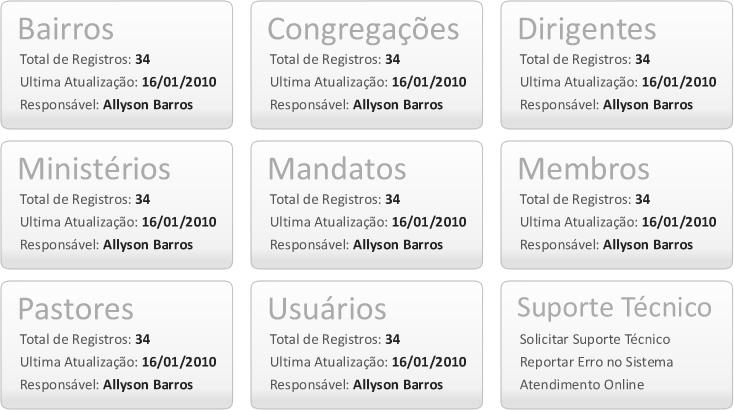 Bairros
Total de Registros: 34
Ultima Atualização: 16/01/2010
Responsável: Allyson Barros
Congregações
Total de Registros: 34
Ultima Atualização: 16/01/2010
Responsável: Allyson Barros
Dirigentes
Total de Registros: 34
Ultima Atualização: 16/01/2010
Responsável: Allyson Barros
Ministérios
Total de Registros: 34
Ultima Atualização: 16/01/2010
Responsável: Allyson Barros
Mandatos
Total de Registros: 34
Ultima Atualização: 16/01/2010
Responsável: Allyson Barros
Membros
Total de Registros: 34
Ultima Atualização: 16/01/2010
Responsável: Allyson Barros
Pastores
Total de Registros: 34
Ultima Atualização: 16/01/2010
Responsável: Allyson Barros
Usuários
Total de Registros: 34
Ultima Atualização: 16/01/2010
Responsável: Allyson Barros
Suporte Técnico
Solicitar Suporte Técnico
Reportar Erro no Sistema
Atendimento Online